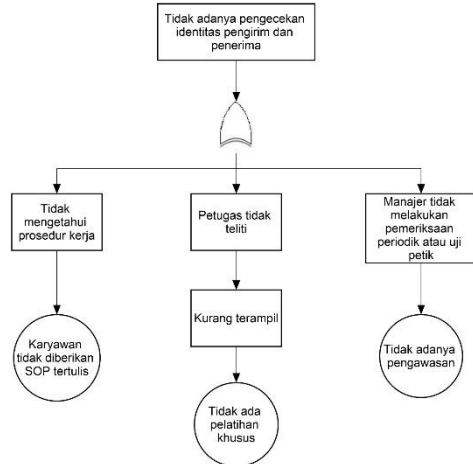 Tidak adanya pengecekan
identitas pengirim dan
penerima
Tidak
mengetahui
prosedur kerja
Petugas tidak
teliti
Manajer tidak
melakukan
pemeriksaan
periodik atau uji
petik
Kurang terampil
Karyawan
tidak diberikan
SOP tertulis
Tidak adanya
pengawasan
Tidak ada
pelatihan
khusus